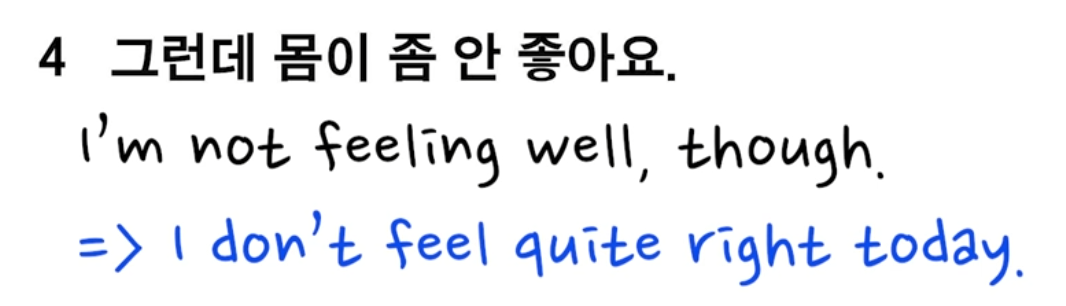 4 그런데 몸이 좀 안 좋아요.
I'm not feeling well, though.
=> I don't feel quite right today.